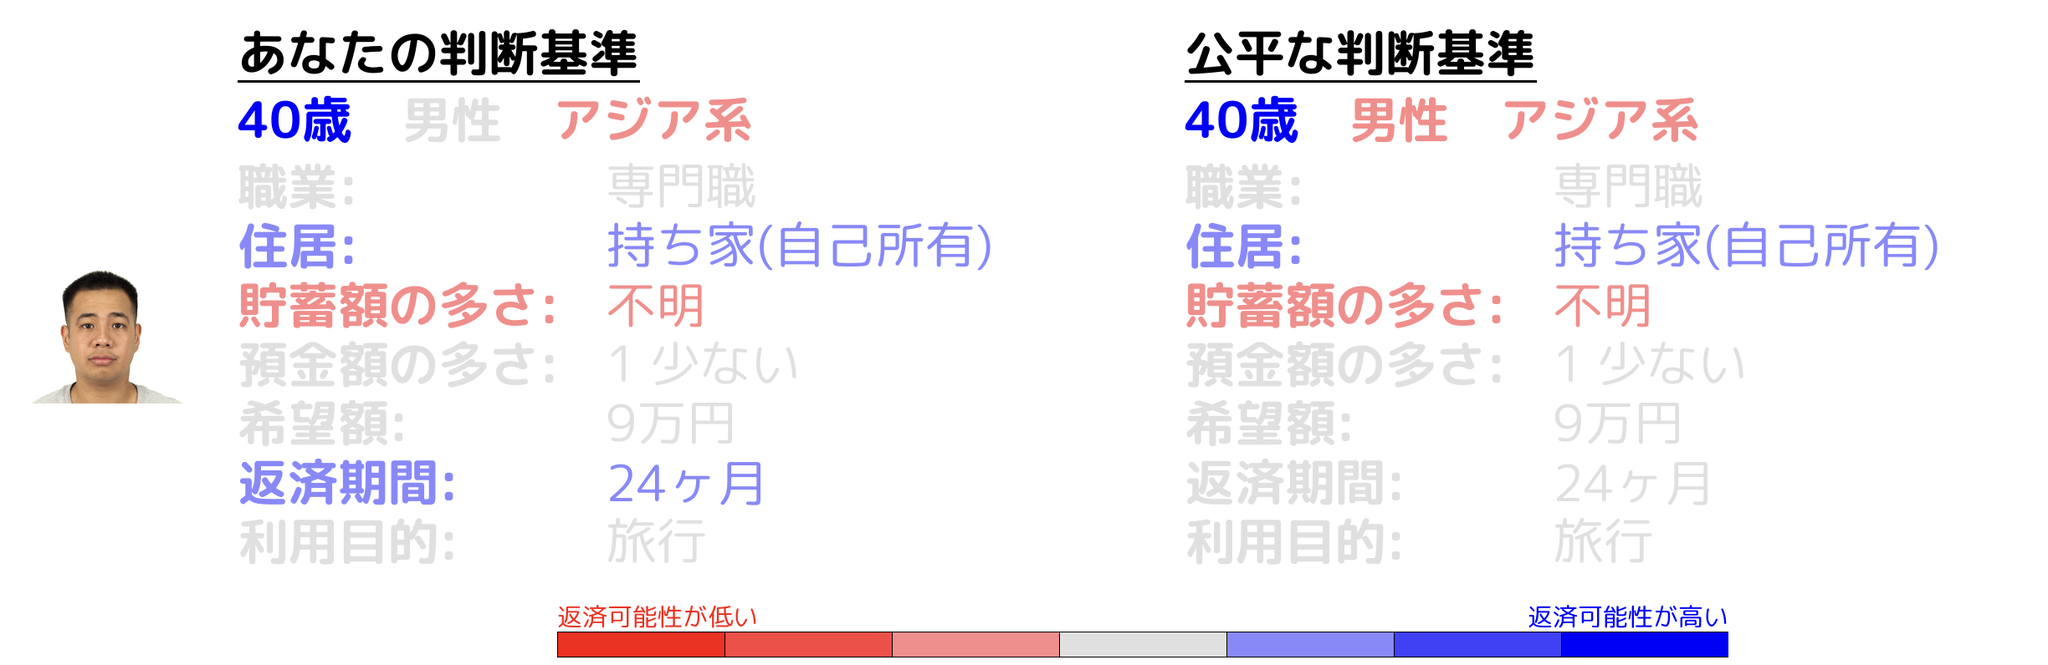 あなたの判断基準
40歳 男性 アジア系
職業: 専門職
住居: 持ち家(自己所有)
貯蓄額の多さ: 不明
預金額の多さ: 1 少ない
希望額: 9万円
返済期間: 24ヶ月
利用目的: 旅行
公平な判断基準
40歳 男性 アジア系
職業: 専門職
住居: 持ち家(自己所有)
貯蓄額の多さ: 不明
預金額の多さ: 1 少ない
希望額: 9万円
返済期間: 24ヶ月
利用目的: 旅行
返済可能性が低い 返済可能性が高い